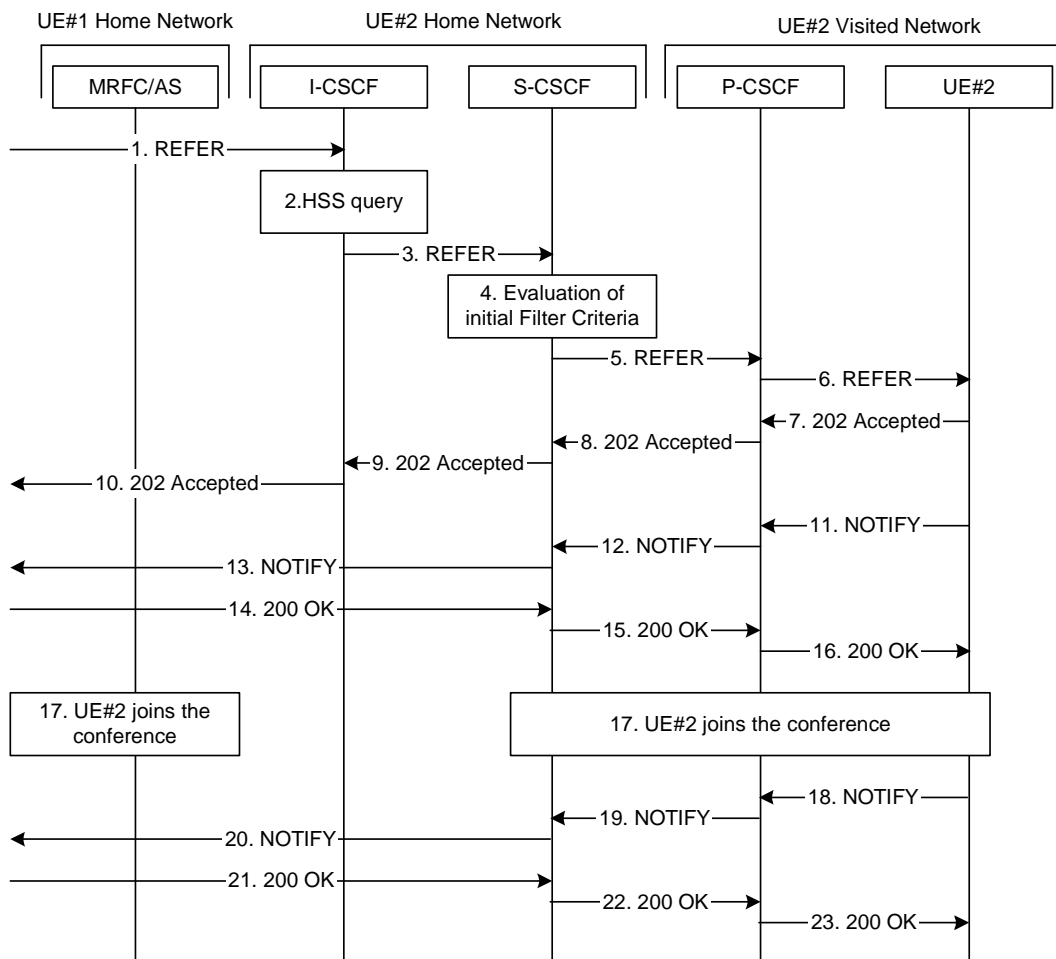 UE#1 Home Network
UE#2 Home Network
UE#2 Visited Network
MRFC/AS
I-CSCF
S-CSCF
P-CSCF
UE#2
1. REFER
2.HSS query
3. REFER
4. Evaluation of
initial Filter Criteria
5. REFER
6. REFER
7. 202 Accepted
8. 202 Accepted
9. 202 Accepted
10. 202 Accepted
11. NOTIFY
12. NOTIFY
13. NOTIFY
14. 200 OK
15. 200 OK
16. 200 OK
17. UE#2 joins the
conference
17. UE#2 joins the conference
18. NOTIFY
19. NOTIFY
20. NOTIFY
21. 200 OK
22. 200 OK
23. 200 OK